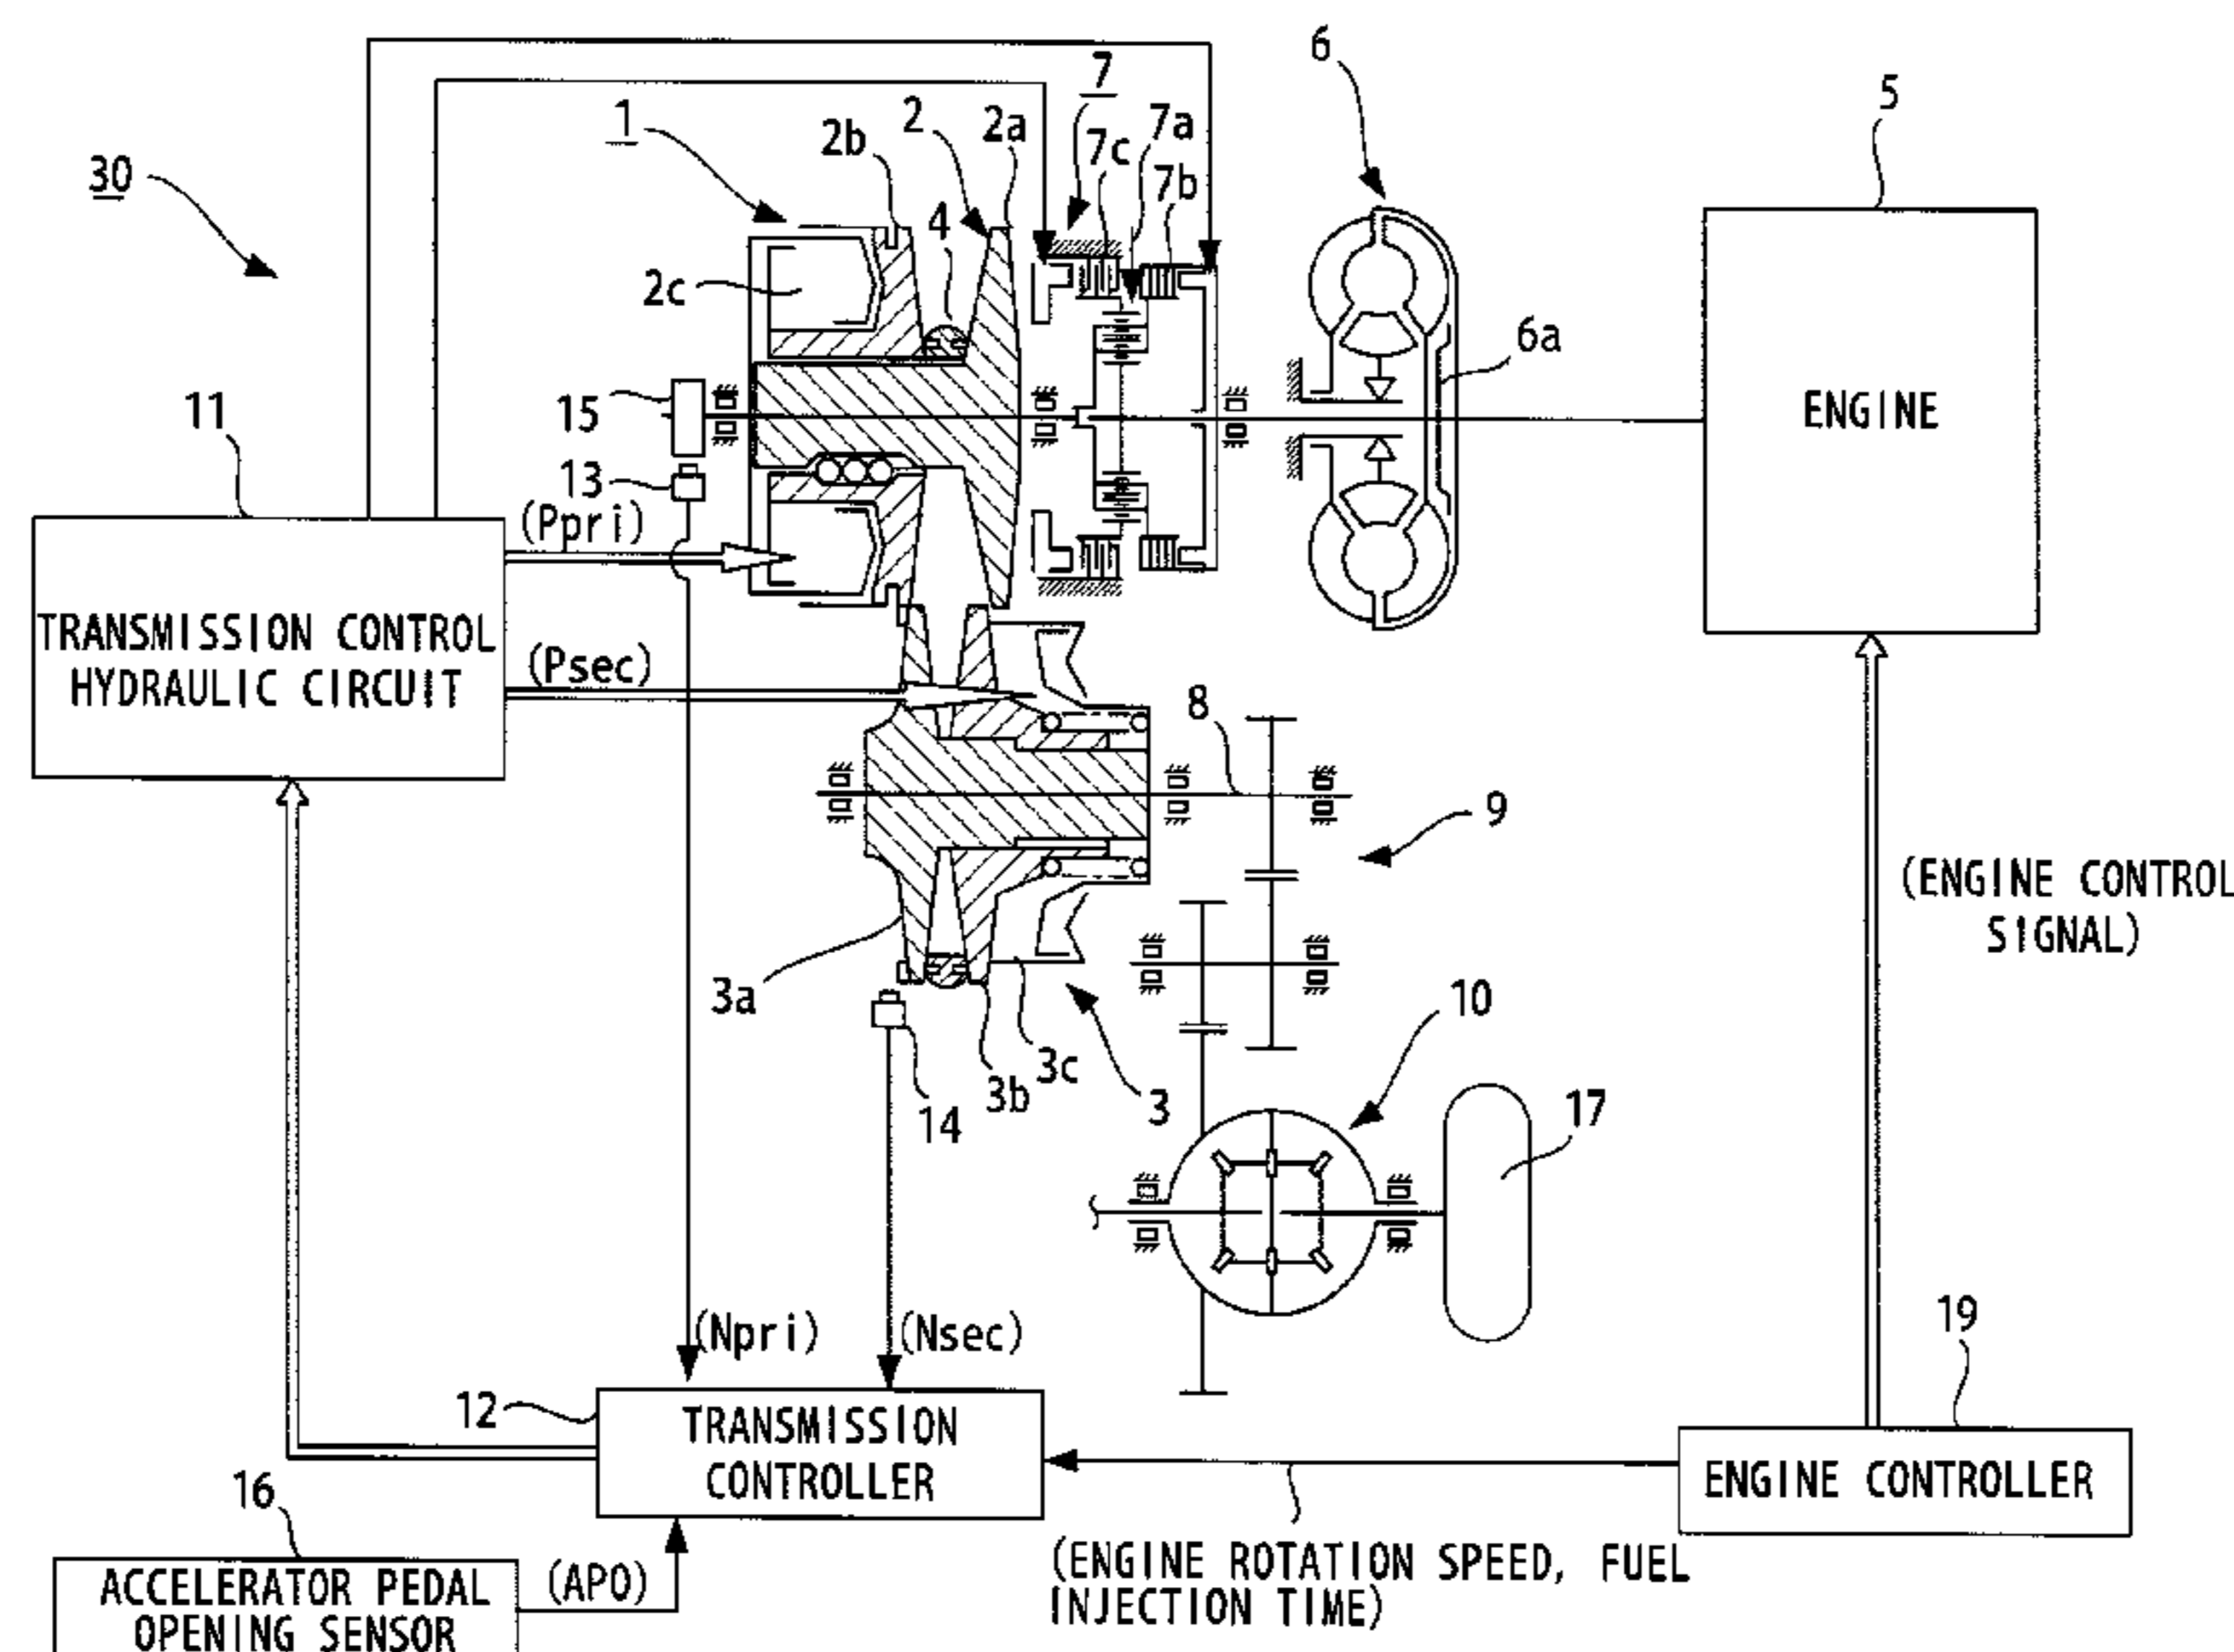 6
7
5
1
2
2a
7a
2b
7c
30
7b
4
2c
6a
15
11
ENGINE
13
(Ppri)
TRANSMISSION CONTROL
HYDRAULIC CIRCUIT
(Psec)
8
9
(ENGINE CONTROL
SIGNAL)
3a
10
3c
3b
3
14
17
19
(Npri)
(Nsec)
12
TRANSMISSION
CONTROLLER
16
ENGINE CONTROLLER
(ENGINE ROTATION SPEED, FUEL
INJECTION TIME)
ACCELERATOR PEDAL
OPENING SENSOR
(APO)